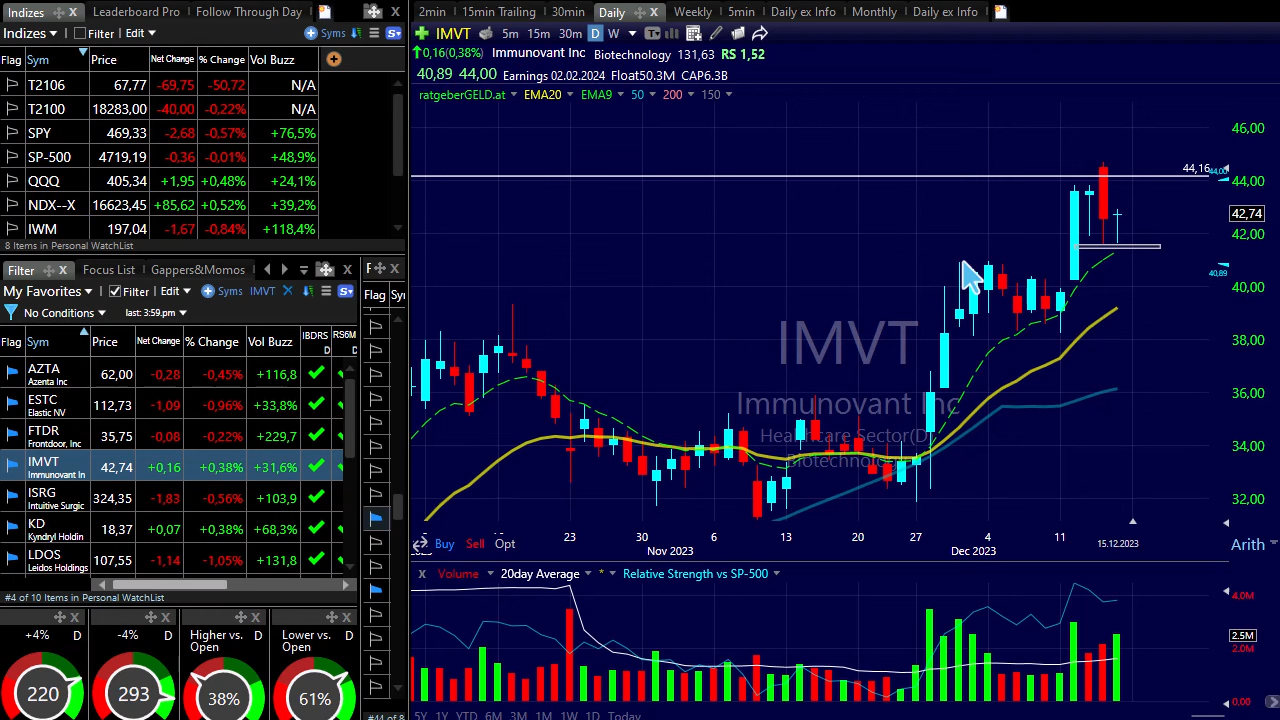 Indizes
Leaderboard Pro
Follow Through Day
Indizes
Filter
Edit
Syms
Flag Sym Price Net Change % Change Vol Buzz
T2106 67,77 -69,75 -50,72 N/A
T2100 18283,00 -40,00 -0,22% N/A
SPY 469,33 -2,68 -0,57% +76,5%
SP-500 4719,19 -0,36 -0,01% +48,9%
QQQ 405,34 +1,95 +0,48% +24,1%
NDX--X 16623,45 +85,62 +0,52% +39,2%
IWM 197,04 -1,67 -0,84% +118,4%
8 Items in Personal WatchList
Filter
Focus List
Gappers&Momos
My Favorites
Filter
Edit
Syms
IMVT
No Conditions
last: 3:59pm
Flag Sym Price Net Change % Change Vol Buzz IBDRS D RS6M D
AZTA 62,00 -0,28 -0,45% +116,8
Azenta Inc
ESTC 112,73 -1,09 -0,96% +33,8%
Elastic NV
FTDR 35,75 -0,08 -0,22% +229,7
Frontdoor, Inc
IMVT 42,74 +0,16 +0,38% +31,6%
Immunovant In
ISRG 324,35 -1,83 -0,56% +103,9
Intuitive Surgic
KD 18,37 +0,07 +0,38% +68,3%
Kyndryl Holdin
LDOS 107,55 -1,14 -1,05% +131,8
Leidos Holdings
#4 of 10 Items in Personal WatchList
+4% D
220
-4% D
293
Higher vs. Open D
38%
Lower vs. Open D
61%
F
Flag Syr
#44 of 8
2min
15min Trailing
30min
Daily
Weekly
5min
Daily ex Info
Monthly
Daily ex Info
IMVT
5m 15m 30m D W
0,16(0,38%) Immunovant Inc Biotechnology 131,63 RS 1,52
40,89 44,00 Earnings 02.02.2024 Float50.3M CAP6.3B
ratgeberGELD.at EMA20 EMA9 50 200 150
46,00
44,16
44,00
44,00
42,74
42,00
40,89
40,00
38,00
36,00
34,00
32,00
IMVT
Immunovant Inc
Healthcare Sector(D)
Biotechnology
Buy Sell Opt
23 30 6 13 20 27 4 11
Nov 2023 Dec 2023 15.12.2023
Arith
X Volume 20day Average * Relative Strength vs SP-500
4.0M
2.5M
2.0M
0.00
5Y 1Y YTD 6M 3M 1M 1W 1D Today